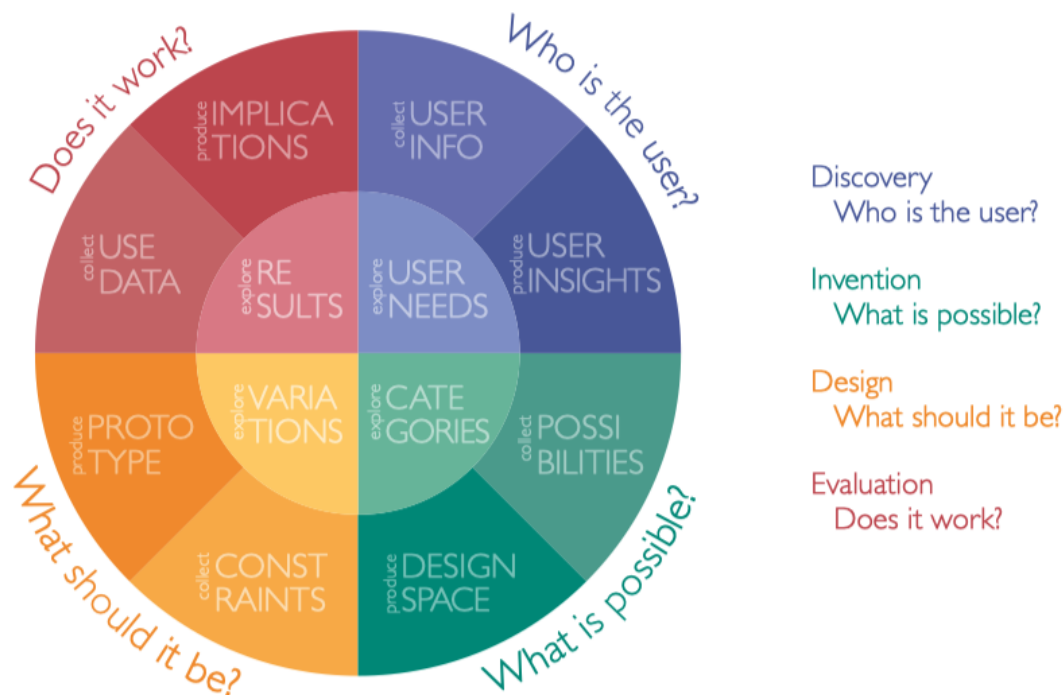 Does it work?
Who is the user?
produce
IMPLICA
TIONS
collect
USER
INFO
collect
USE
DATA
explore
RE
SULTS
explore
USER
NEEDS
produce
USER
INSIGHTS
produce
PROTO
TYPE
explore
VARIA
TIONS
explore
CATE
GORIES
collect
POSSI
BILITIES
collect
CONST
RAINTS
produce
DESIGN
SPACE
What should it be?
What is possible?
Discovery
Who is the user?
Invention
What is possible?
Design
What should it be?
Evaluation
Does it work?